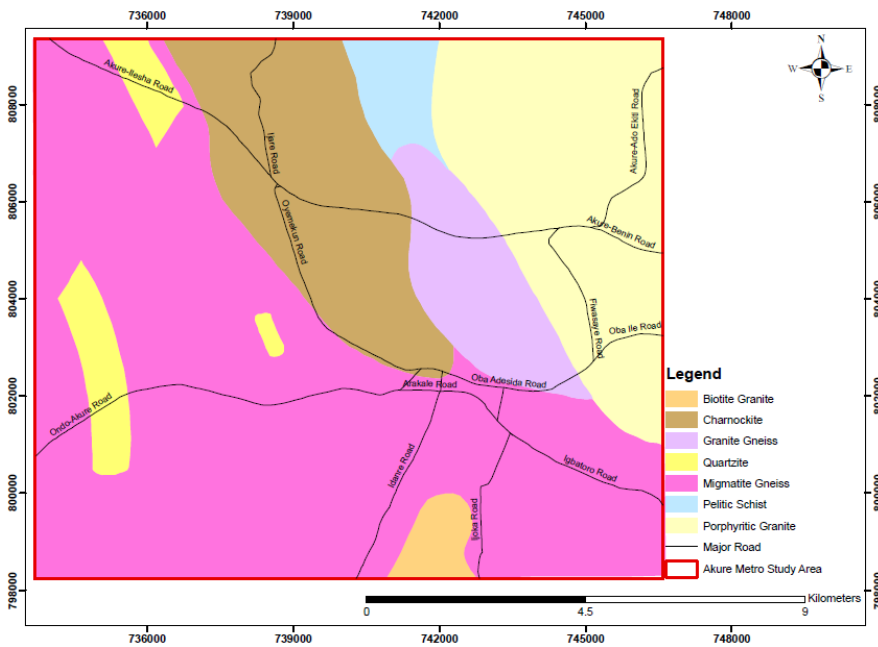 736000 739000 742000 745000 748000
N
W E
S
808000 808000
806000 806000
804000 804000
802000 802000
800000 800000
798000
Akure-Ilesha Road
Ijare Road
Akure-Ado Ekiti Road
Oyemakun Road
Akure-Benin Road
Fiwasaye Road
Oba Ile Road
Arakale Road
Oba Adesida Road
Ondo-Akure Road
Idanre Road
Igbatoro Road
Ijoka Road
Legend
Biotite Granite
Charnockite
Granite Gneiss
Quartzite
Migmatite Gneiss
Pelitic Schist
Porphyritic Granite
Major Road
Akure Metro Study Area
Kilometers
0 4.5 9
736000 739000 742000 745000 748000